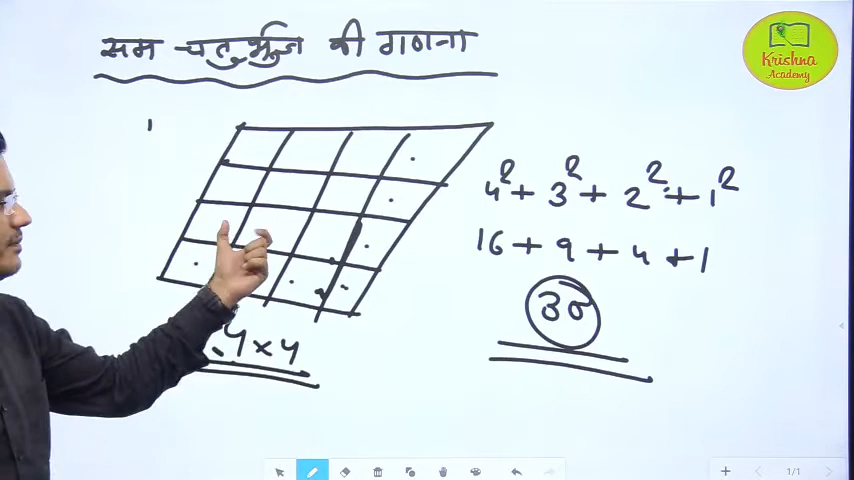 सम चतुर्भुज की गणना
Krishna
Academy
4² + 3² + 2² + 1²
16 + 9 + 4 + 1
30
4 × 4
1/1